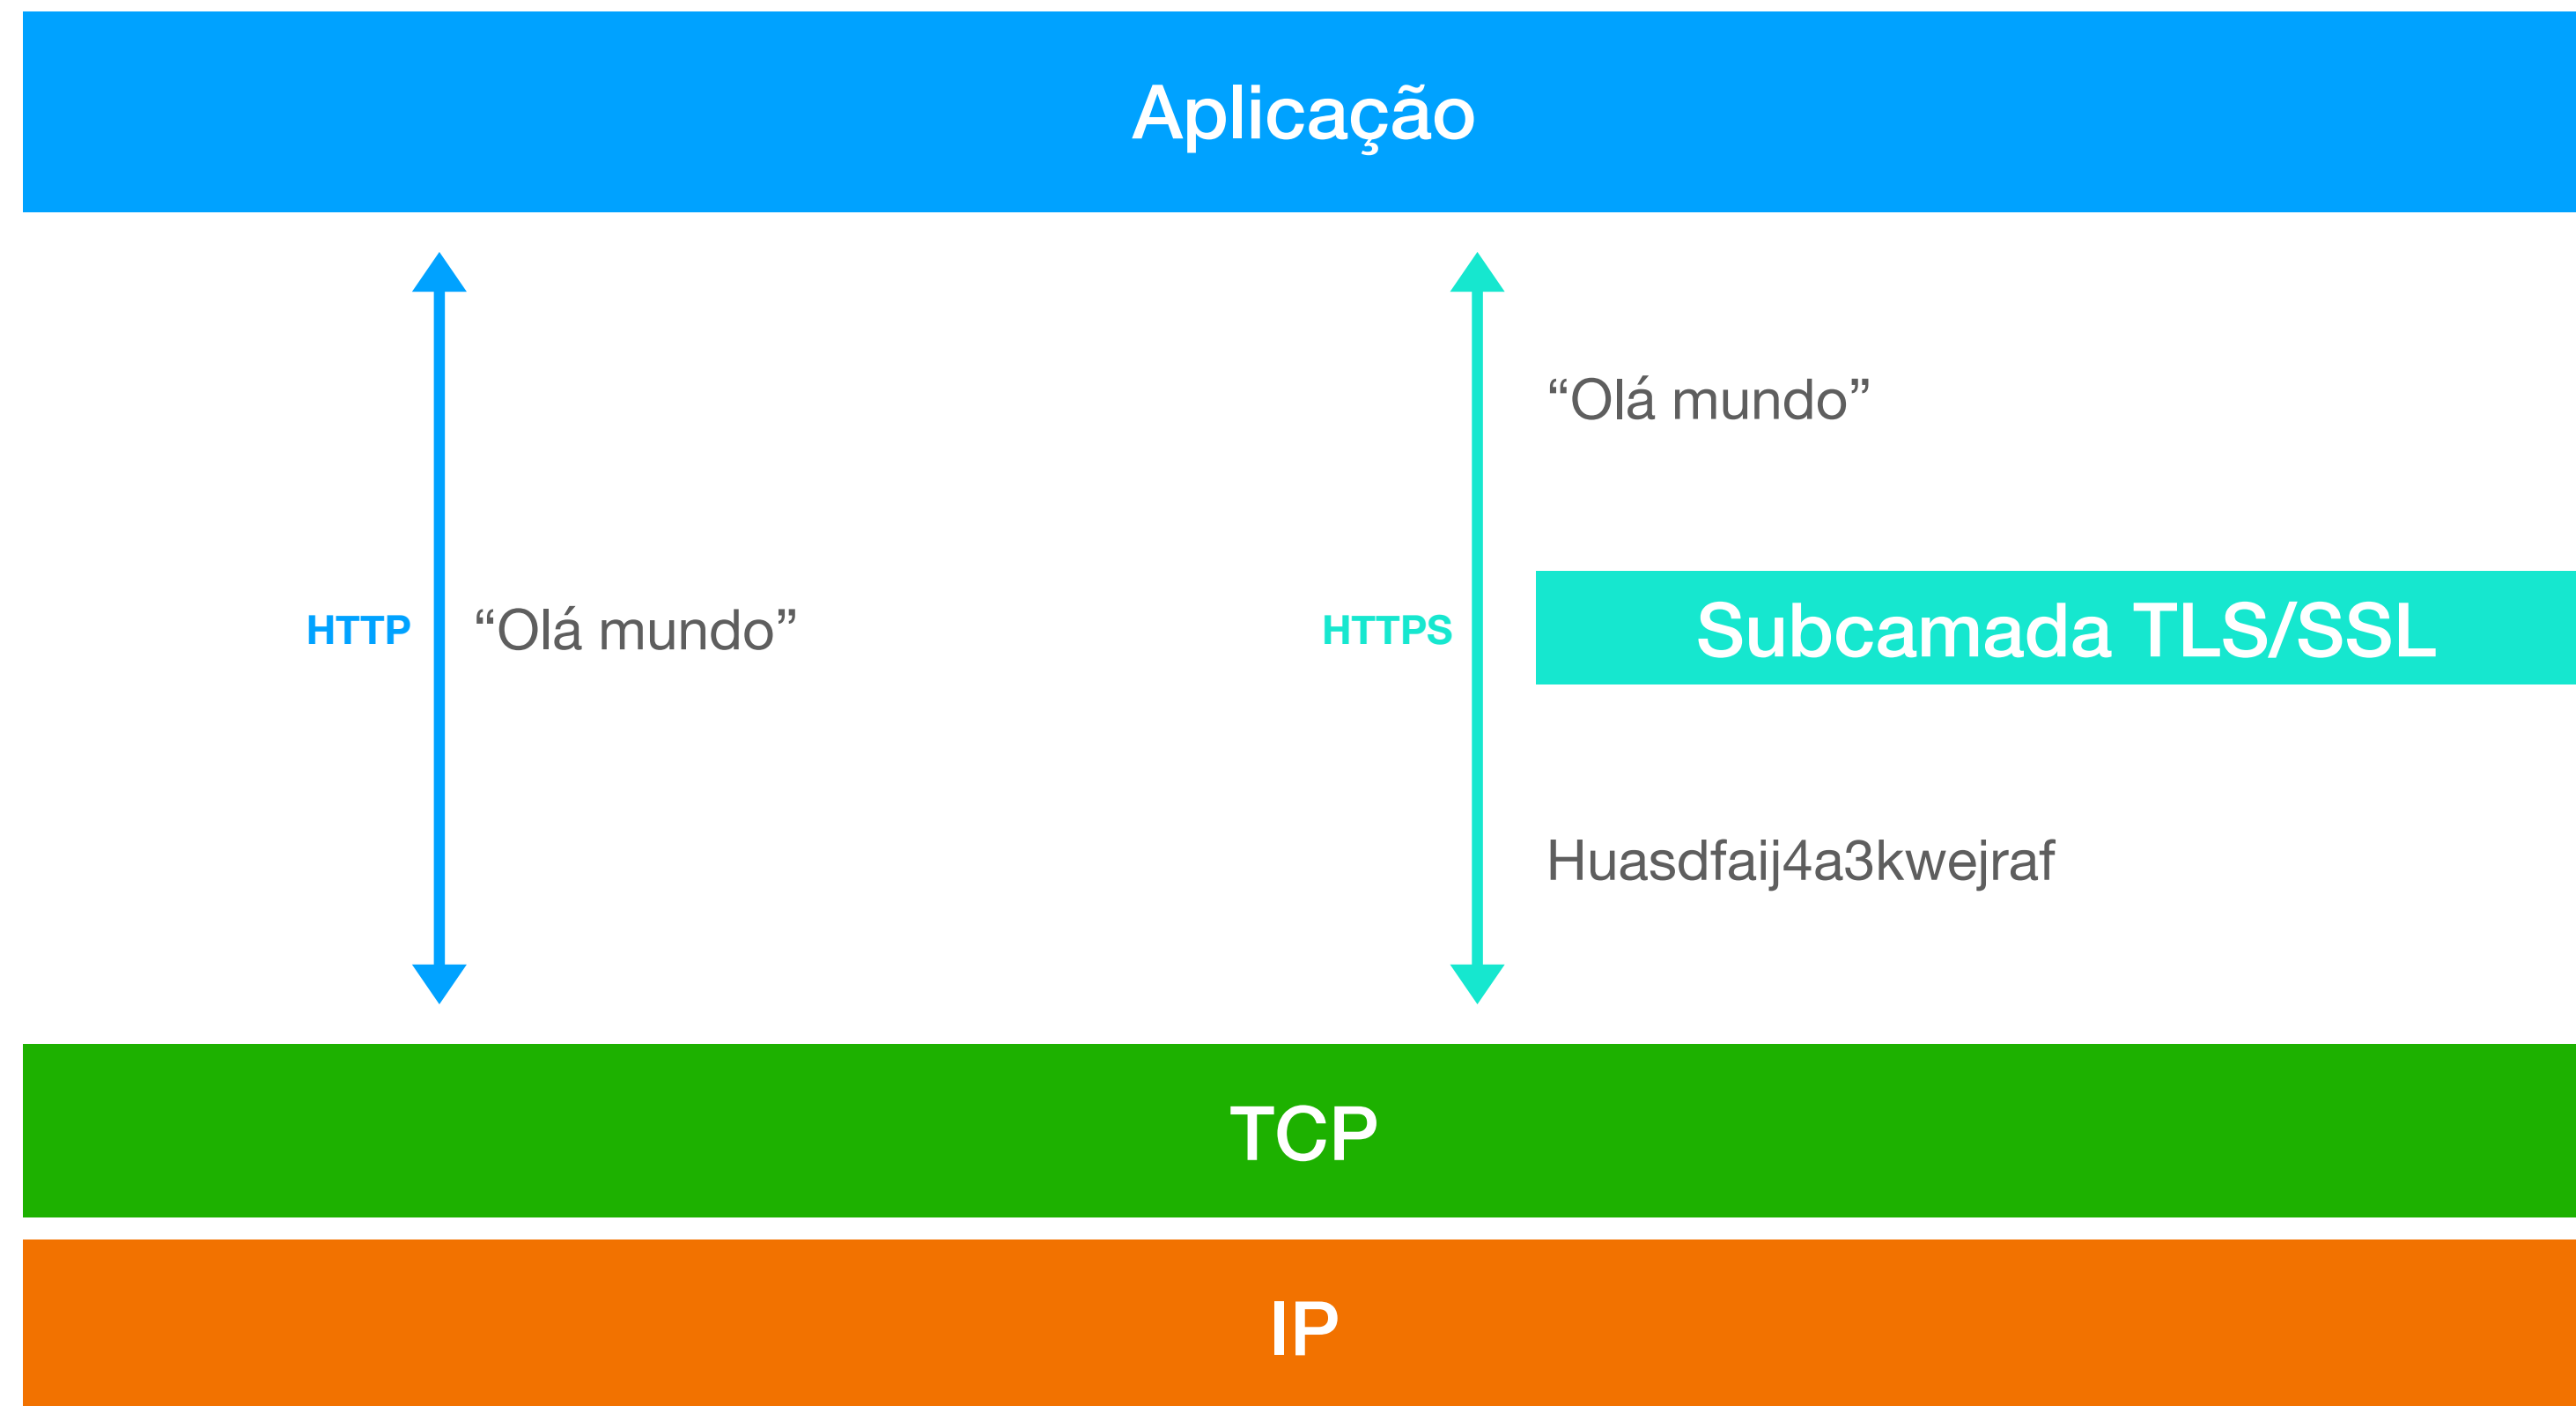 Aplicação
“Olá mundo”
HTTP
“Olá mundo”
HTTPS
Subcamada TLS/SSL
Huasdfaij4a3kwejraf
TCP
IP